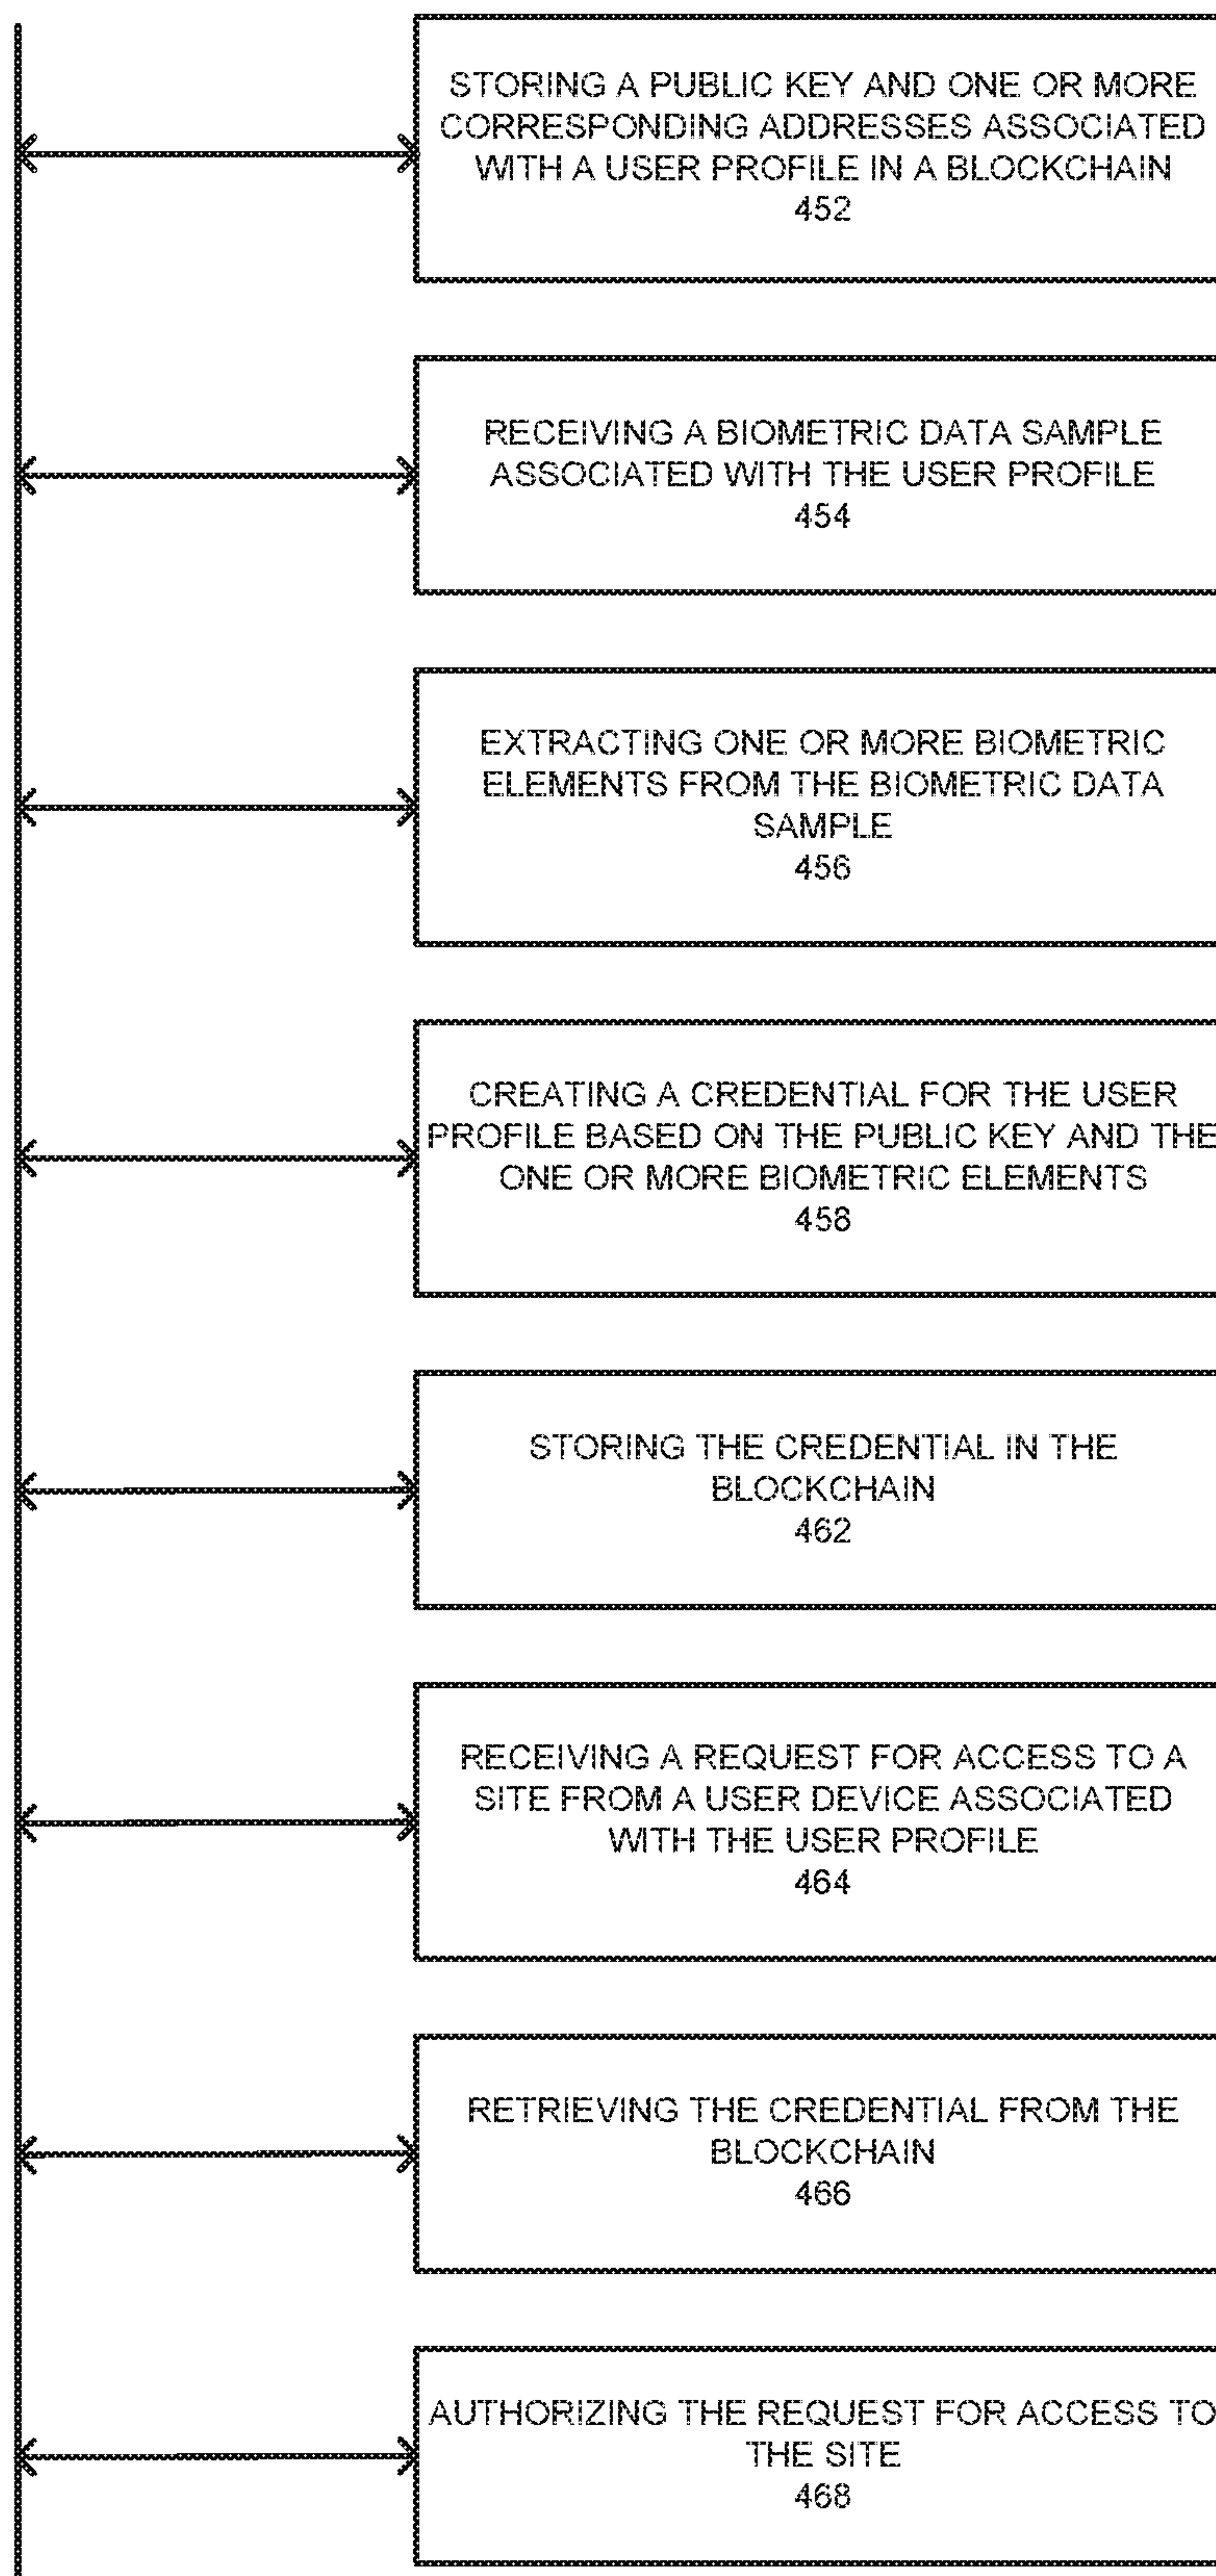 STORING A PUBLIC KEY AND ONE OR MORE
CORRESPONDING ADDRESSES ASSOCIATED
WITH A USER PROFILE IN A BLOCKCHAIN
452
RECEIVING A BIOMETRIC DATA SAMPLE
ASSOCIATED WITH THE USER PROFILE
454
EXTRACTING ONE OR MORE BIOMETRIC
ELEMENTS FROM THE BIOMETRIC DATA
SAMPLE
456
CREATING A CREDENTIAL FOR THE USER
PROFILE BASED ON THE PUBLIC KEY AND THE
ONE OR MORE BIOMETRIC ELEMENTS
458
STORING THE CREDENTIAL IN THE
BLOCKCHAIN
462
RECEIVING A REQUEST FOR ACCESS TO A
SITE FROM A USER DEVICE ASSOCIATED
WITH THE USER PROFILE
464
RETRIEVING THE CREDENTIAL FROM THE
BLOCKCHAIN
466
AUTHORIZING THE REQUEST FOR ACCESS TO
THE SITE
468